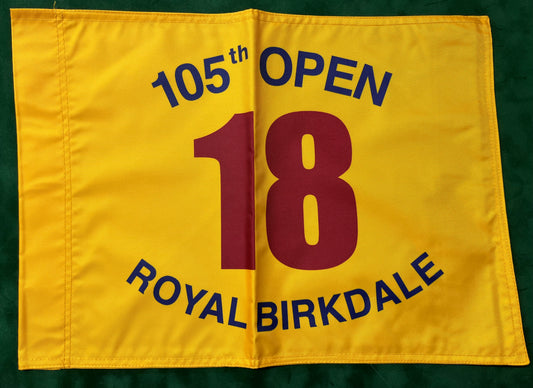 105th OPEN
18
ROYAL BIRKDALE